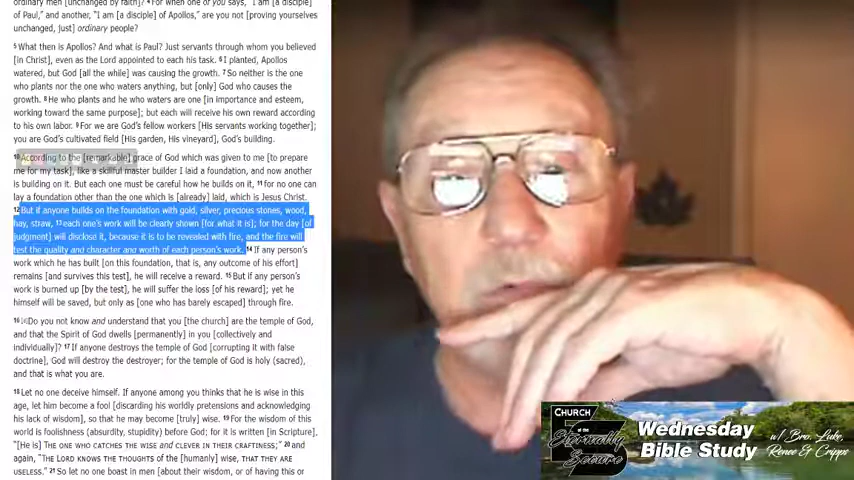 ordinary men [unchanged by faith]? 4 For when one of you says, "I am [a disciple]
of Paul," and another, "I am [a disciple] of Apollos," are you not [proving yourselves
unchanged, just] ordinary people?
5 What then is Apollos? And what is Paul? Just servants through whom you believed
[in Christ], even as the Lord appointed to each his task. 6 I planted, Apollos
watered, but God [all the while] was causing the growth. 7 So neither is the one
who plants nor the one who waters anything, but [only] God who causes the
growth. 8 He who plants and he who waters are one [in importance and esteem,
working toward the same purpose]; but each will receive his own reward according
to his own labor. 9 For we are God's fellow workers [His servants working together];
you are God's cultivated field [His garden, His vineyard], God's building.
10 According to the [remarkable] grace of God which was given to me [to prepare
me for my task], like a skillful master builder I laid a foundation, and now another
is building on it. But each one must be careful how he builds on it, 11 for no one can
lay a foundation other than the one which is [already] laid, which is Jesus Christ.
12 But if anyone builds on the foundation with gold, silver, precious stones, wood,
hay, straw, 13 each one's work will be clearly shown [for what it is]; for the day [of
judgment] will disclose it, because it is to be revealed with fire, and the fire will
test the quality and character and worth of each person's work. 14 If any person's
work which he has built [on this foundation, that is, any outcome of his effort]
remains [and survives this test], he will receive a reward. 15 But if any person's
work is burned up [by the test], he will suffer the loss [of his reward]; yet he
himself will be saved, but only as [one who has barely escaped] through fire.
16 Do you not know and understand that you [the church] are the temple of God,
and that the Spirit of God dwells [permanently] in you [collectively and
individually]? 17 If anyone destroys the temple of God [corrupting it with false
doctrine], God will destroy the destroyer; for the temple of God is holy (sacred),
and that is what you are.
18 Let no one deceive himself. If anyone among you thinks that he is wise in this
age, let him become a fool [discarding his worldly pretensions and acknowledging
his lack of wisdom], so that he may become [truly] wise. 19 For the wisdom of this
world is foolishness (absurdity, stupidity) before God; for it is written [in Scripture],
"[He is] THE ONE WHO CATCHES THE WISE AND CLEVER IN THEIR CRAFTINESS;" 20 and
again, "THE LORD KNOWS THE THOUGHTS of the [humanly] wise, THAT THEY ARE
USELESS." 21 So let no one boast in men [about their wisdom, or of having this or
CHURCH
of the
Eternally
Secure
Wednesday
Bible Study
w/ Bro. Luke,
Renee & Cripps